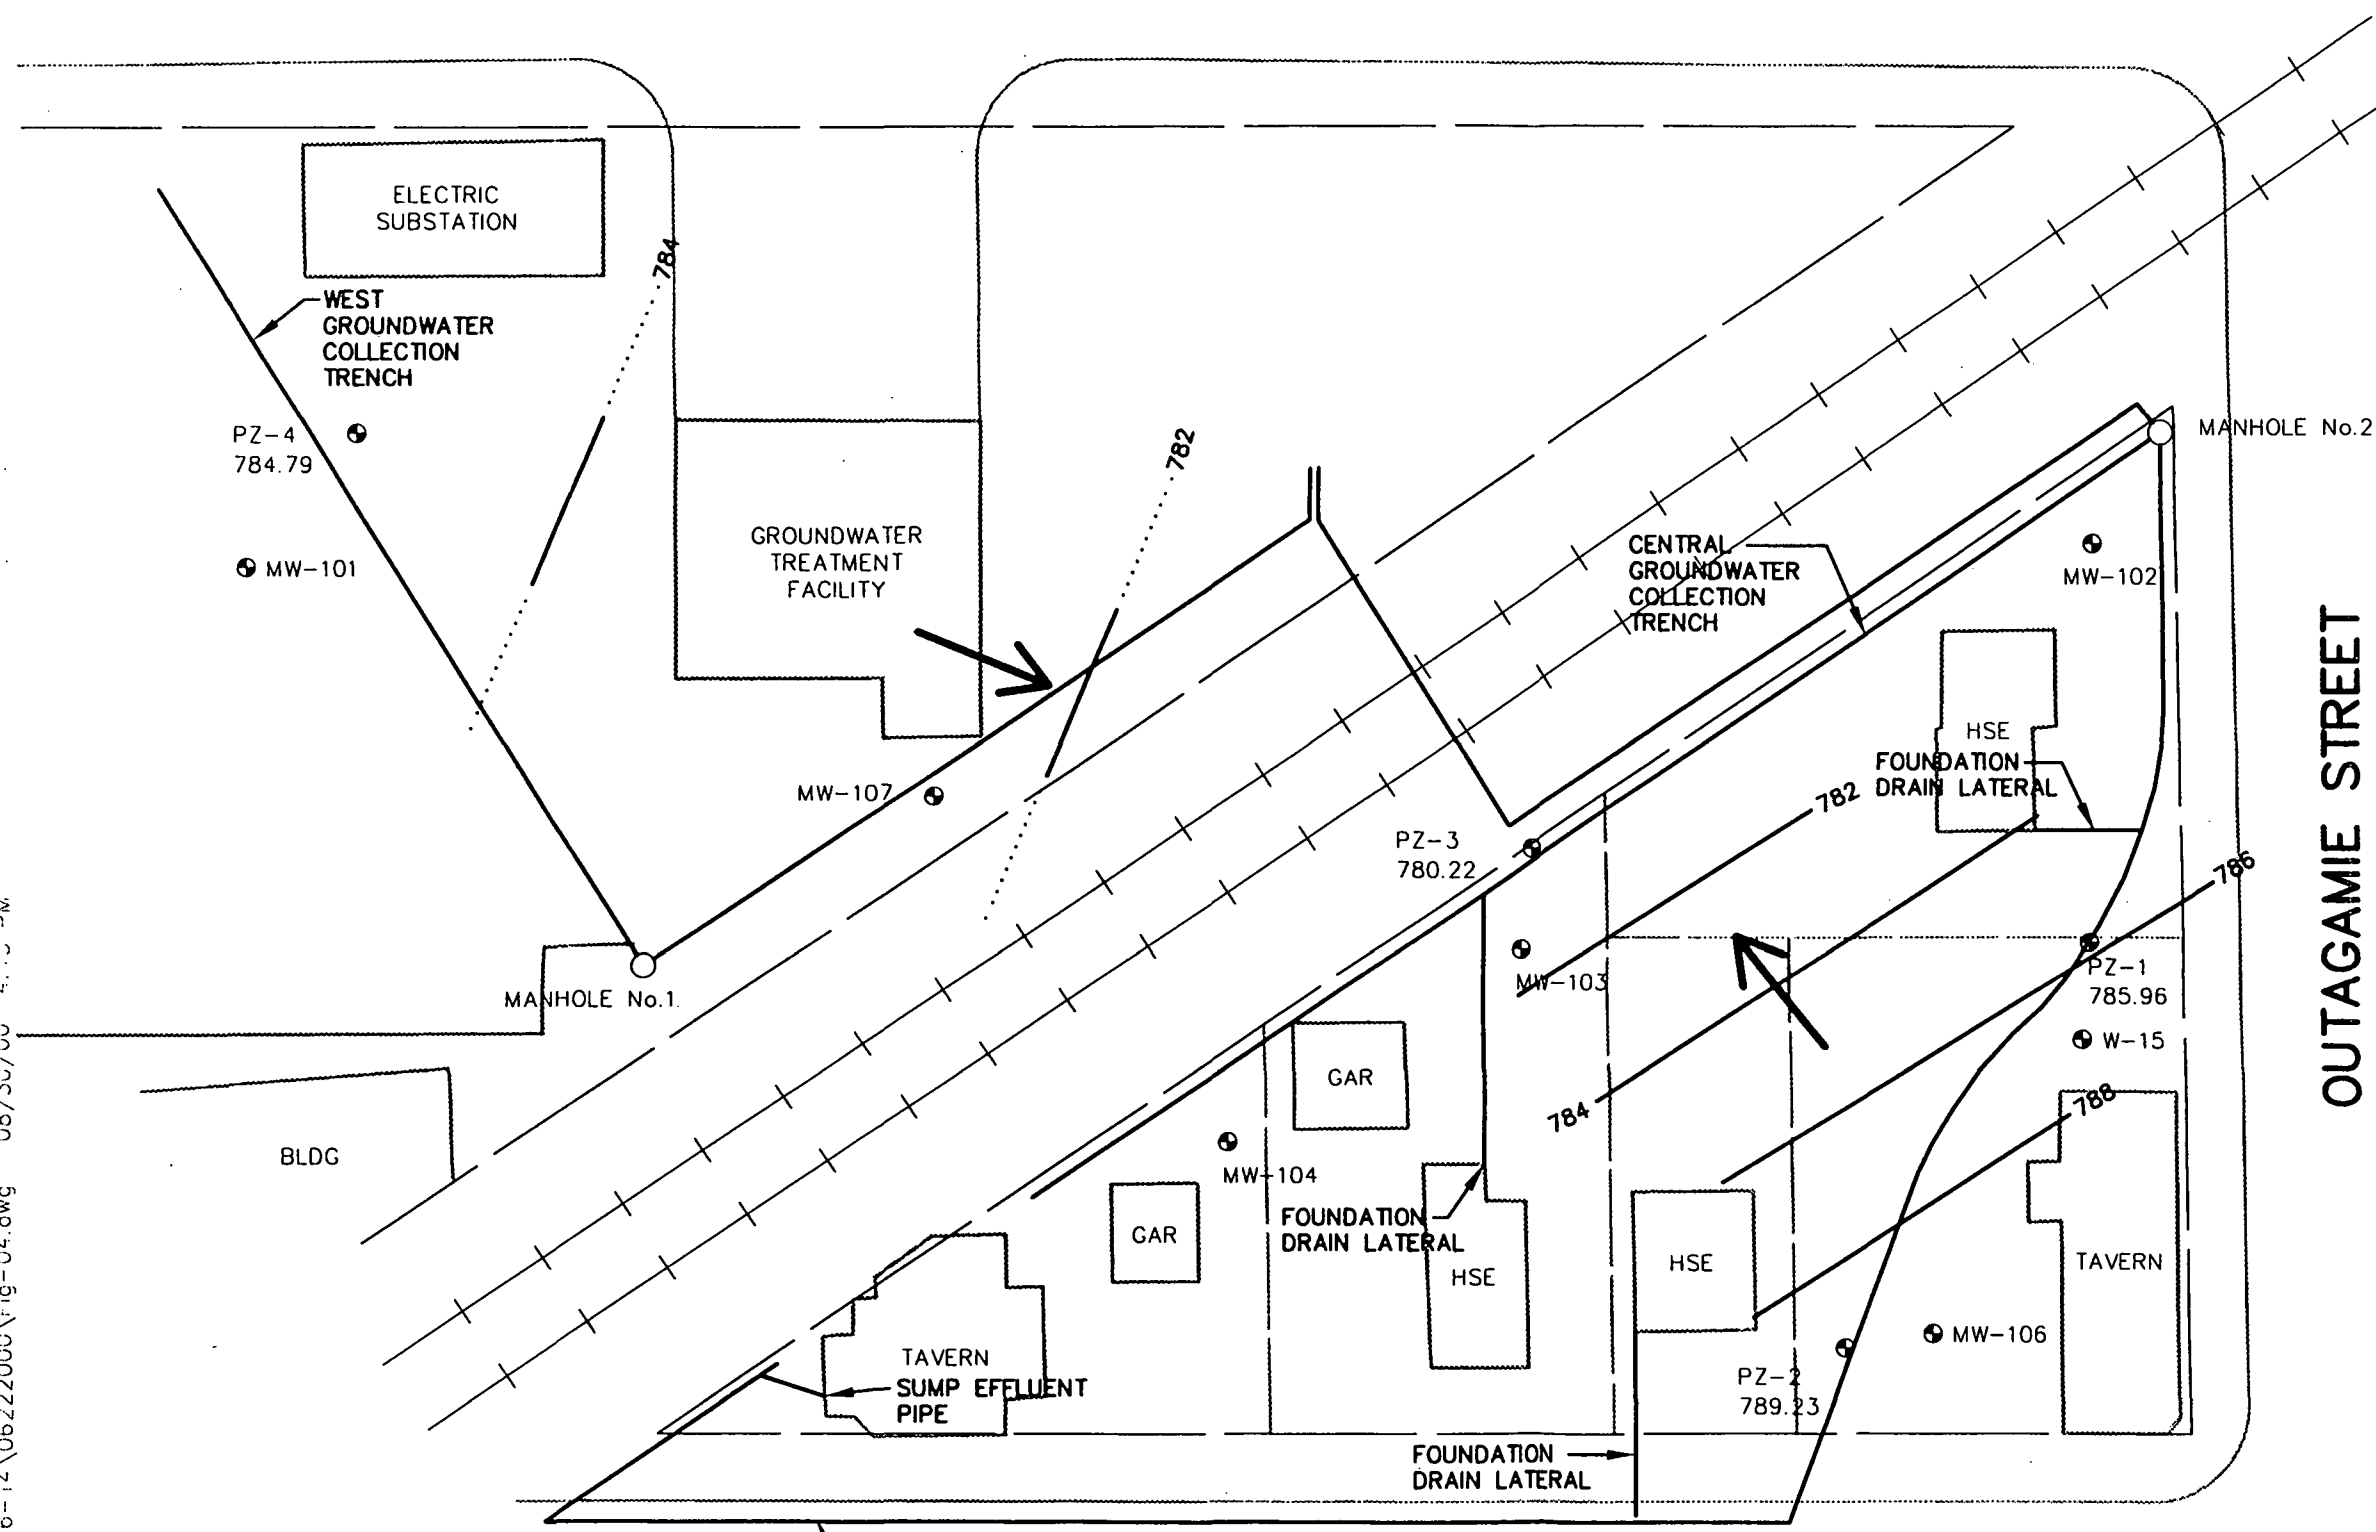 ELECTRIC
SUBSTATION
784
WEST
GROUNDWATER
COLLECTION
TRENCH
PZ-4
784.79
MW-101
GROUNDWATER
TREATMENT
FACILITY
782
MANHOLE No.2
CENTRAL
GROUNDWATER
COLLECTION
TRENCH
MW-102
HSE
FOUNDATION
DRAIN LATERAL
OUTAGAMIE STREET
MW-107
782
PZ-3
780.22
786
MW-103
PZ-1
785.96
MANHOLE No.1
W-15
784
788
BLDG
GAR
MW-104
GAR
FOUNDATION
DRAIN LATERAL
HSE
HSE
TAVERN
MW-106
TAVERN
SUMP EFFLUENT
PIPE
PZ-2
789.23
FOUNDATION
DRAIN LATERAL